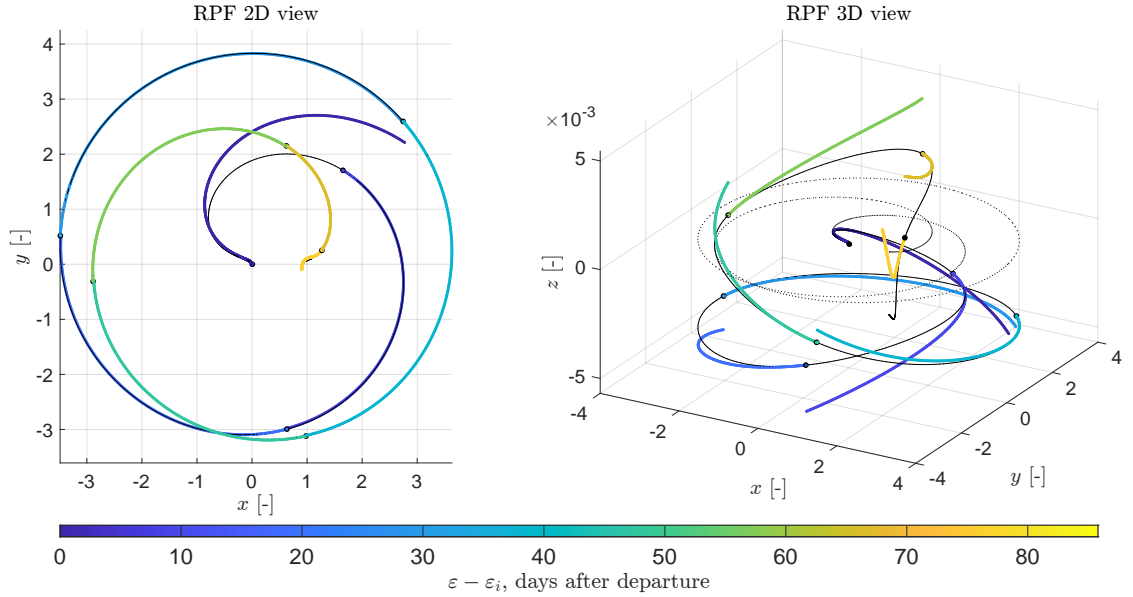 RPF 2D view
RPF 3D view
4
3
2
1
0
-1
-2
-3
y [-]
-3 -2 -1 0 1 2 3
x [-]
×10⁻³
5
0
-5
z [-]
-4 -2 0 2 4
x [-]
-4 -2 0 2 4
y [-]
0 10 20 30 40 50 60 70 80
ε − εᵢ, days after departure